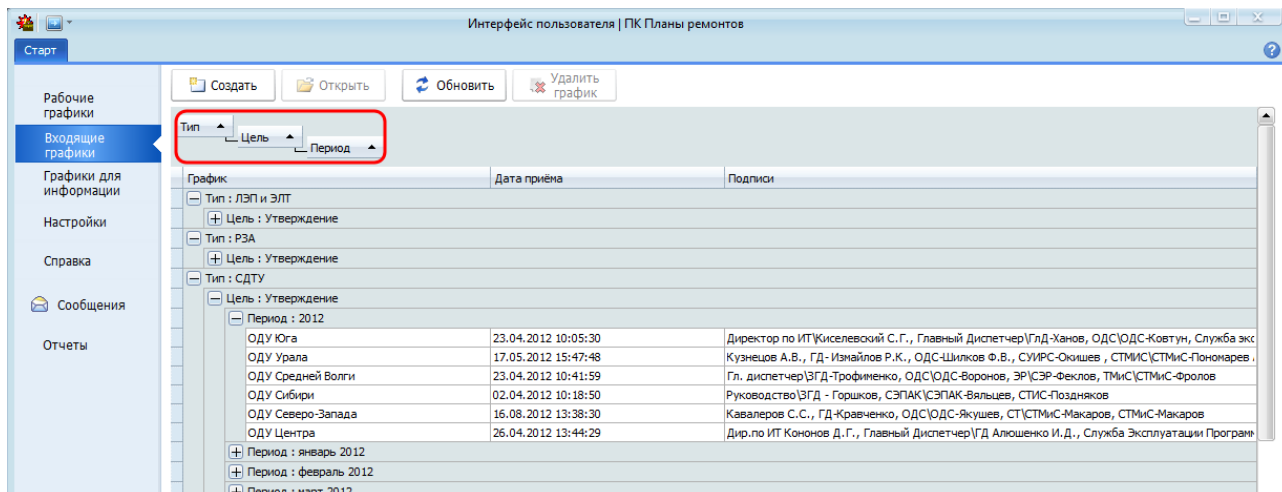 Интерфейс пользователя | ПК Планы ремонтов
Старт
Создать Открыть Обновить Удалить график
Рабочие графики
Входящие графики
Графики для информации
Настройки
Справка
Сообщения
Отчеты
Тип
Цель
Период
График Дата приёма Подписи
Тип : ЛЭП и ЭЛТ
Цель : Утверждение
Тип : РЗА
Цель : Утверждение
Тип : СДТУ
Цель : Утверждение
Период : 2012
ОДУ Юга 23.04.2012 10:05:30 Директор по ИТ\Киселевский С.Г., Главный Диспетчер\ГлД-Ханов, ОДС\ОДС-Ковтун, Служба экс
ОДУ Урала 17.05.2012 15:47:48 Кузнецов А.В., ГД- Измайлов Р.К., ОДС-Шилков Ф.В., СУИРС-Окишев , СТМИС\СТМиС-Пономарев
ОДУ Средней Волги 23.04.2012 10:41:59 Гл. диспетчер\ЗГД-Трофименко, ОДС\ОДС-Воронов, ЭР\СЭР-Феклов, ТМиС\СТМиС-Фролов
ОДУ Сибири 02.04.2012 10:18:50 Руководство\ЗГД - Горшков, СЭПАК\СЭПАК-Вяльцев, СТИС-Поздняков
ОДУ Северо-Запада 16.08.2012 13:38:30 Кавалеров С.С., ГД-Кравченко, ОДС\ОДС-Якушев, СТ\СТМиС-Макаров, СТМиС-Макаров
ОДУ Центра 26.04.2012 13:44:29 Дир.по ИТ Кононов Д.Г., Главный Диспетчер\ГД Алюшенко И.Д., Служба Эксплуатации Програм
Период : январь 2012
Период : февраль 2012
Период : март 2012